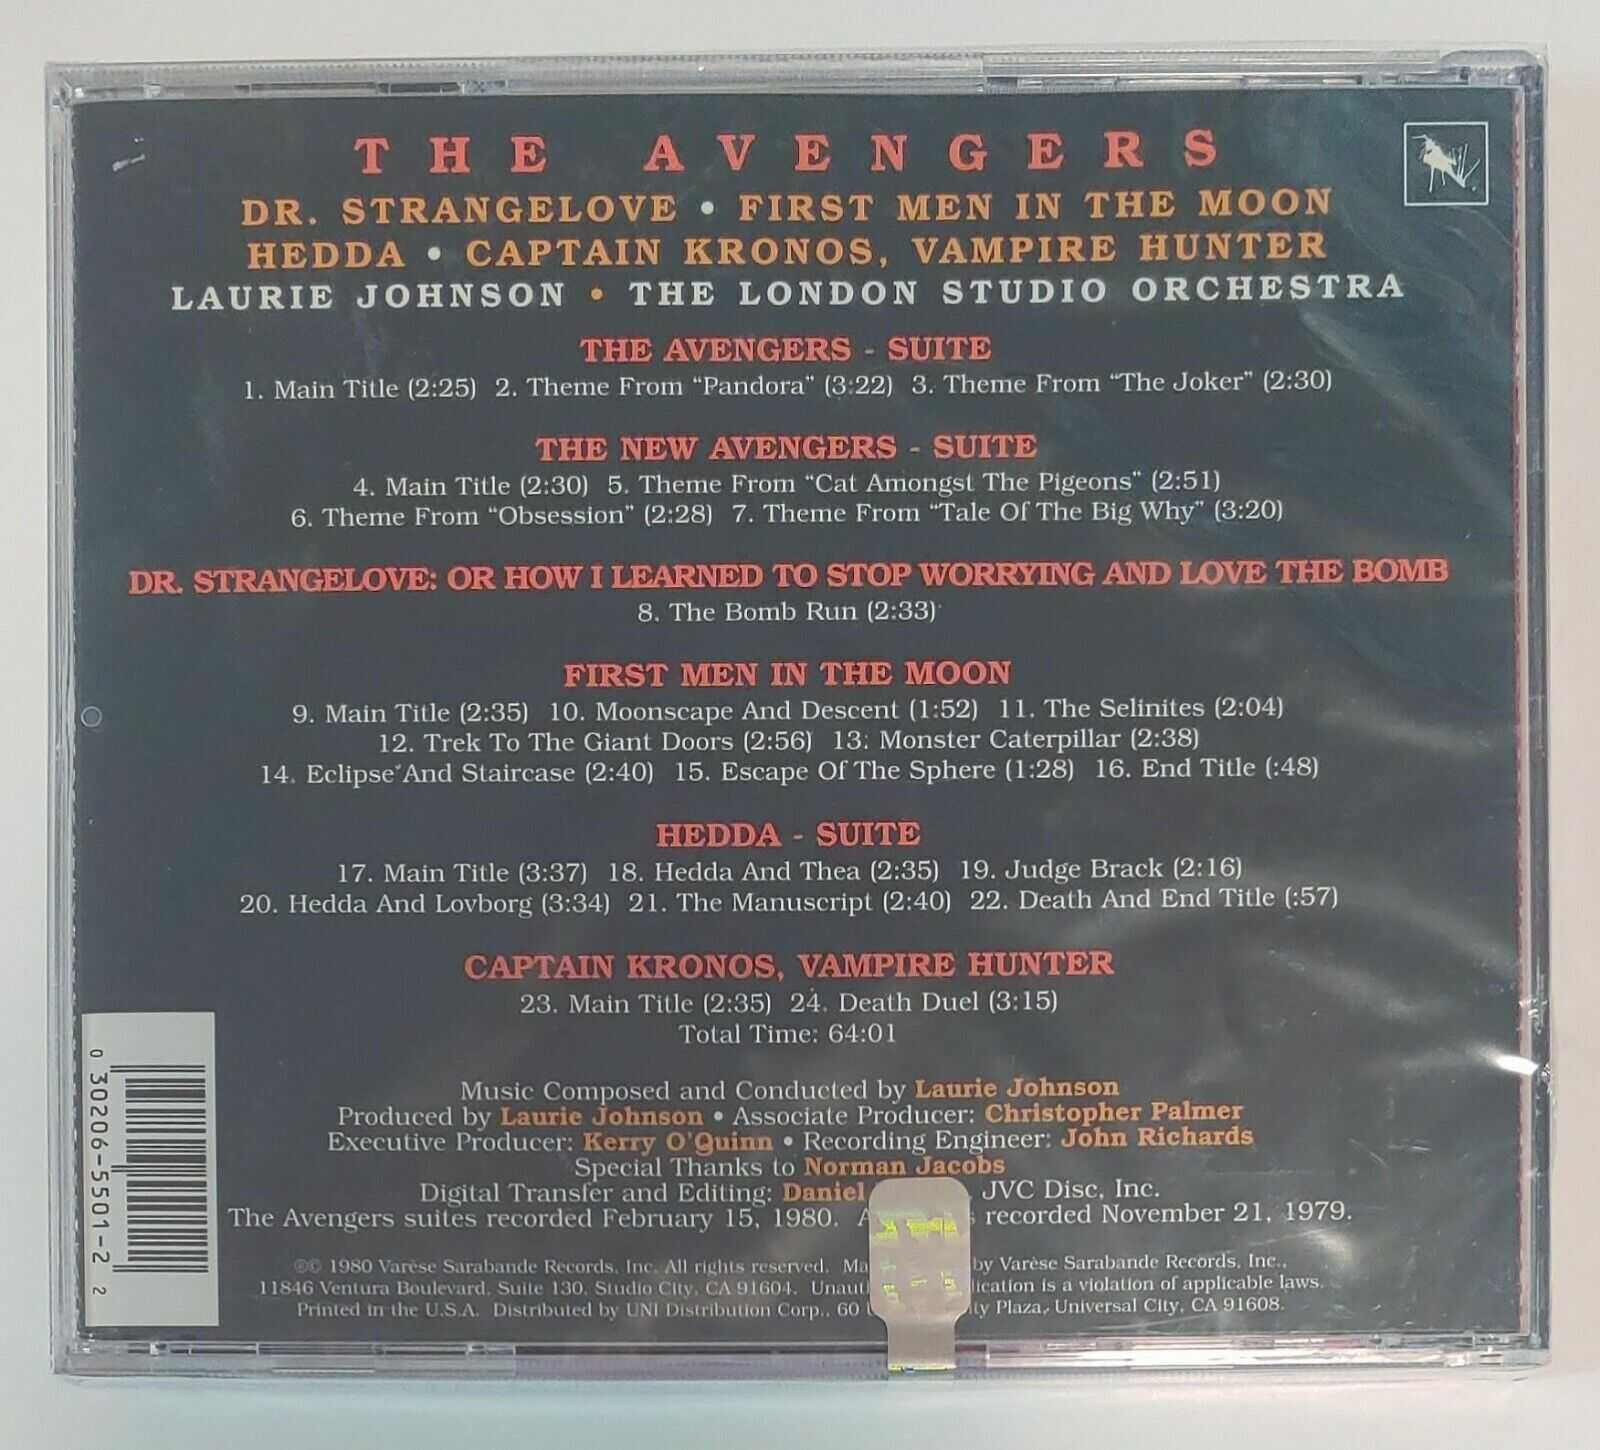 THE AVENGERS
DR. STRANGELOVE • FIRST MEN IN THE MOON
HEDDA • CAPTAIN KRONOS, VAMPIRE HUNTER
LAURIE JOHNSON • THE LONDON STUDIO ORCHESTRA
THE AVENGERS - SUITE
1. Main Title (2:25) 2. Theme From “Pandora” (3:22) 3. Theme From “The Joker” (2:30)
THE NEW AVENGERS - SUITE
4. Main Title (2:30) 5. Theme From “Cat Amongst The Pigeons” (2:51)
6. Theme From “Obsession” (2:28) 7. Theme From “Tale Of The Big Why” (3:20)
DR. STRANGELOVE: OR HOW I LEARNED TO STOP WORRYING AND LOVE THE BOMB
8. The Bomb Run (2:33)
FIRST MEN IN THE MOON
9. Main Title (2:35) 10. Moonscape And Descent (1:52) 11. The Selinites (2:04)
12. Trek To The Giant Doors (2:56) 13. Monster Caterpillar (2:38)
14. Eclipse And Staircase (2:40) 15. Escape Of The Sphere (1:28) 16. End Title (:48)
HEDDA - SUITE
17. Main Title (3:37) 18. Hedda And Thea (2:35) 19. Judge Brack (2:16)
20. Hedda And Lovborg (3:34) 21. The Manuscript (2:40) 22. Death And End Title (:57)
CAPTAIN KRONOS, VAMPIRE HUNTER
23. Main Title (2:35) 24. Death Duel (3:15)
Total Time: 64:01
Music Composed and Conducted by Laurie Johnson
Produced by Laurie Johnson • Associate Producer: Christopher Palmer
Executive Producer: Kerry O'Quinn • Recording Engineer: John Richards
Special Thanks to Norman Jacobs
Digital Transfer and Editing: Daniel , JVC Disc, Inc.
The Avengers suites recorded February 15, 1980. recorded November 21, 1979.
℗© 1980 Varèse Sarabande Records, Inc. All rights reserved. by Varèse Sarabande Records, Inc.,
11846 Ventura Boulevard, Suite 130, Studio City, CA 91604. is a violation of applicable laws.
Printed in the U.S.A. Distributed by UNI Distribution Corp., 60 Plaza, Universal City, CA 91608.
0 30206-5501-2 2